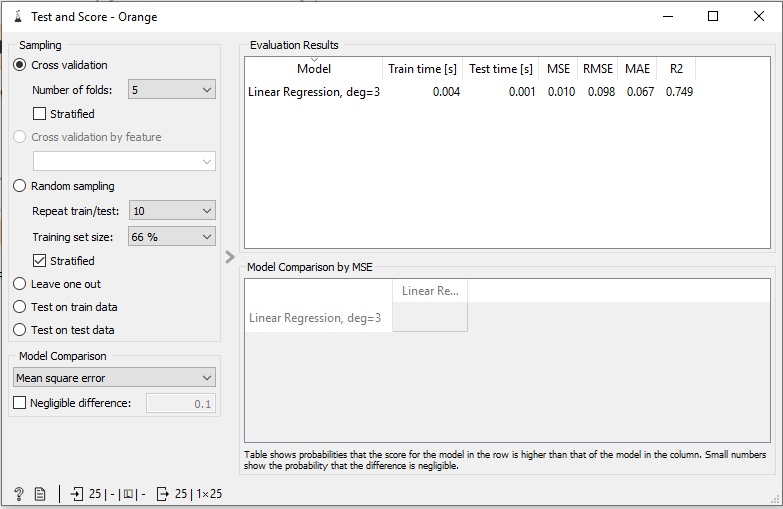 Test and Score - Orange
Sampling
Cross validation
Number of folds: 5
Stratified
Cross validation by feature
Random sampling
Repeat train/test: 10
Training set size: 66 %
Stratified
Leave one out
Test on train data
Test on test data
Model Comparison
Mean square error
Negligible difference: 0.1
? 25 | - | - 25 | 1×25
Evaluation Results
Model Train time [s] Test time [s] MSE RMSE MAE R2
Linear Regression, deg=3 0.004 0.001 0.010 0.098 0.067 0.749
Model Comparison by MSE
Linear Re...
Linear Regression, deg=3
Table shows probabilities that the score for the model in the row is higher than that of the model in the column. Small numbers
show the probability that the difference is negligible.